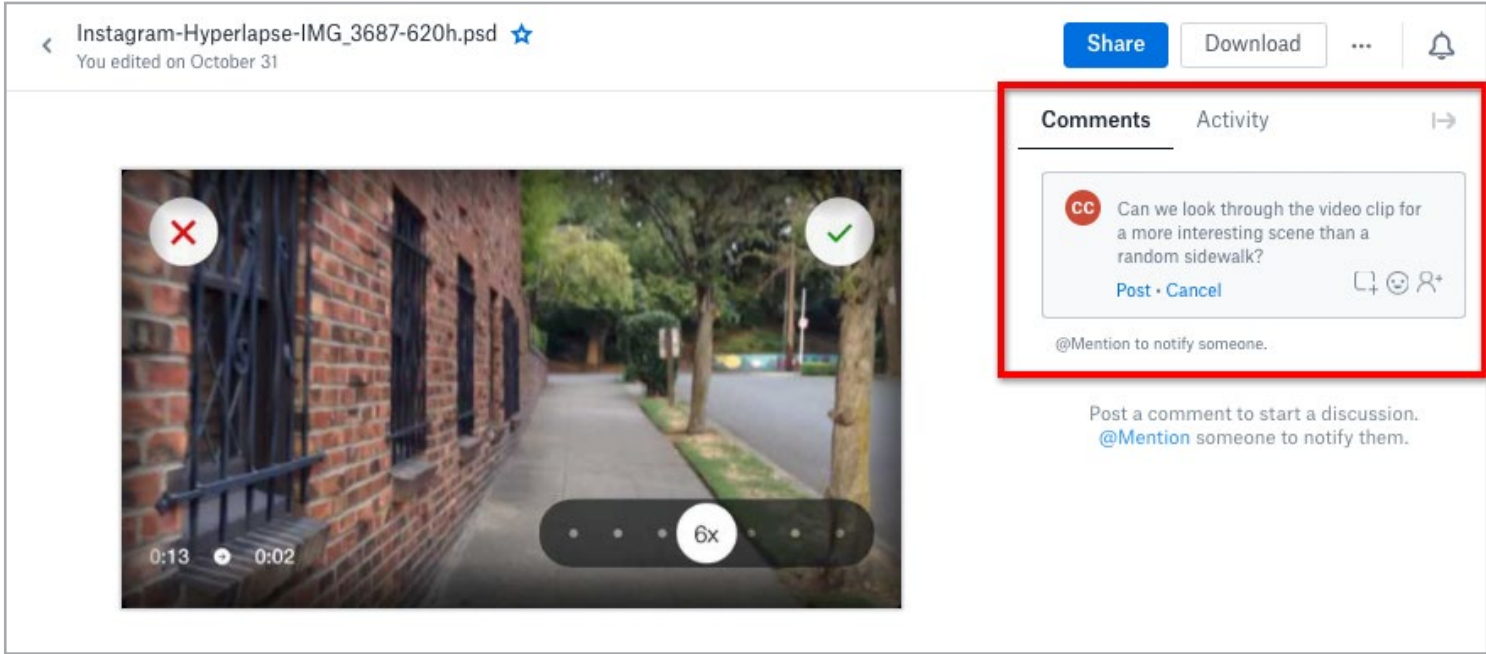 Instagram-Hyperlapse-IMG_3687-620h.psd
You edited on October 31
Share
Download
Comments
Activity
CC
Can we look through the video clip for
a more interesting scene than a
random sidewalk?
Post • Cancel
@Mention to notify someone.
Post a comment to start a discussion.
@Mention someone to notify them.
6x
0:13
0:02